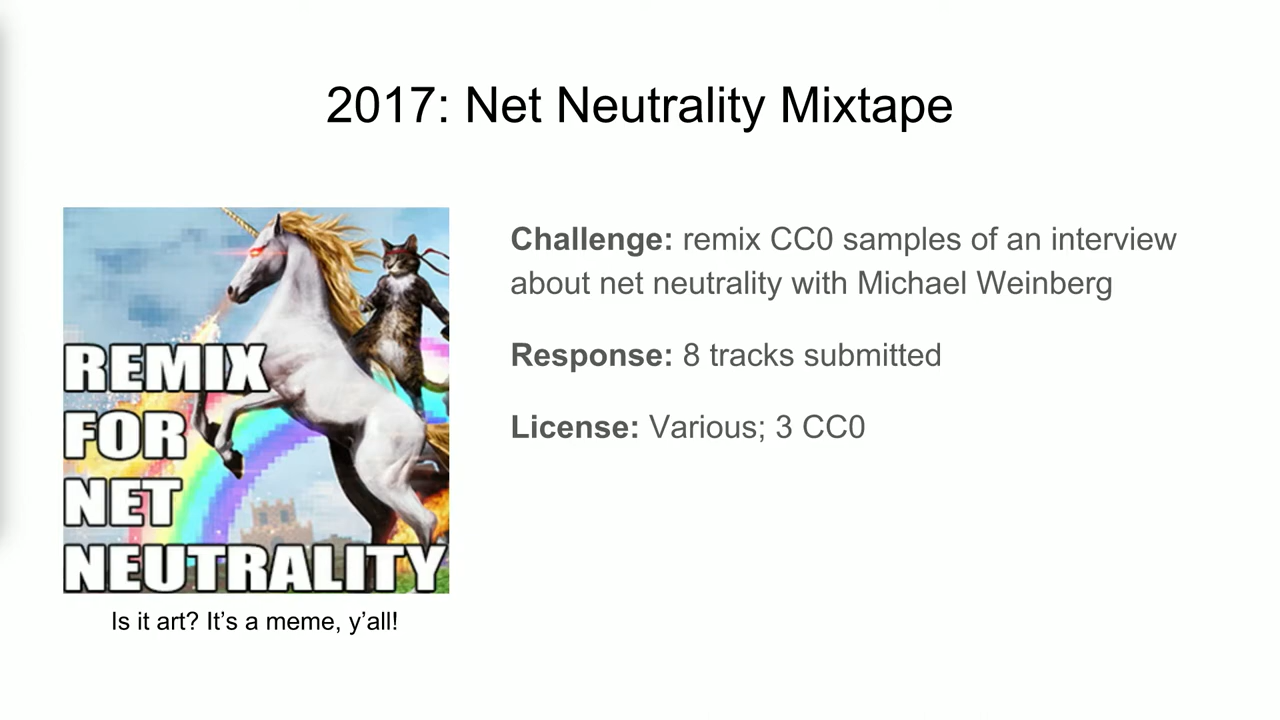 2017: Net Neutrality Mixtape
REMIX
FOR
NET
NEUTRALITY
Is it art? It’s a meme, y’all!
Challenge: remix CC0 samples of an interview
about net neutrality with Michael Weinberg
Response: 8 tracks submitted
License: Various; 3 CC0